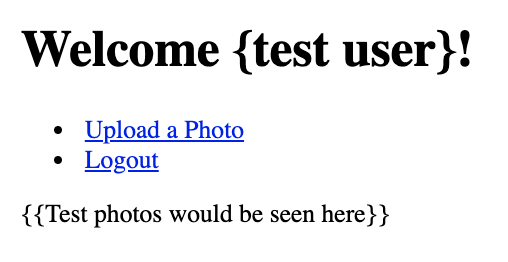 Welcome {test user}!
Upload a Photo
Logout
{{Test photos would be seen here}}